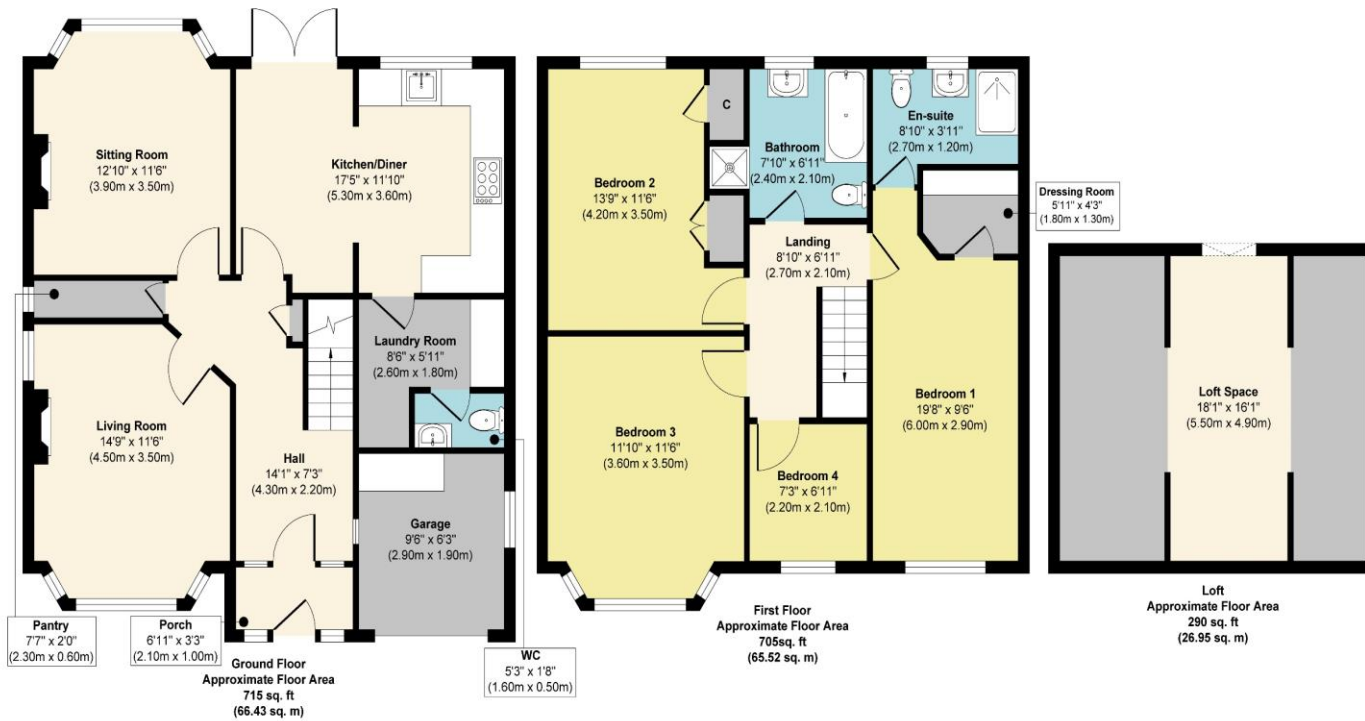 Sitting Room
12'10" x 11'6"
(3.90m x 3.50m)
Kitchen/Diner
17'5" x 11'10"
(5.30m x 3.60m)
Laundry Room
8'6" x 5'11"
(2.60m x 1.80m)
Living Room
14'9" x 11'6"
(4.50m x 3.50m)
Hall
14'1" x 7'3"
(4.30m x 2.20m)
Garage
9'6" x 6'3"
(2.90m x 1.90m)
Pantry
7'7" x 2'0"
(2.30m x 0.60m)
Porch
6'11" x 3'3"
(2.10m x 1.00m)
WC
5'3" x 1'8"
(1.60m x 0.50m)
Ground Floor
Approximate Floor Area
715 sq. ft
(66.43 sq. m)
C
Bedroom 2
13'9" x 11'6"
(4.20m x 3.50m)
Bathroom
7'10" x 6'11"
(2.40m x 2.10m)
En-suite
8'10" x 3'11"
(2.70m x 1.20m)
Dressing Room
5'11" x 4'3"
(1.80m x 1.30m)
Landing
8'10" x 6'11"
(2.70m x 2.10m)
Bedroom 1
19'8" x 9'6"
(6.00m x 2.90m)
Bedroom 3
11'10" x 11'6"
(3.60m x 3.50m)
Bedroom 4
7'3" x 6'11"
(2.20m x 2.10m)
First Floor
Approximate Floor Area
705sq. ft
(65.52 sq. m)
Loft Space
18'1" x 16'1"
(5.50m x 4.90m)
Loft
Approximate Floor Area
290 sq. ft
(26.95 sq. m)